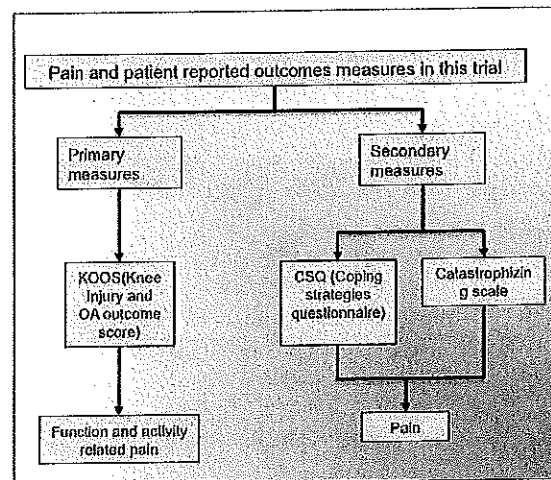 Pain and patient reported outcomes measures in this trial
Primary
measures
Secondary
measures
KOOS(Knee
Injury and
OA outcome
score)
CSQ (Coping
strategies
questionnaire)
Catastrophizin
g scale
Function and activity
related pain
Pain